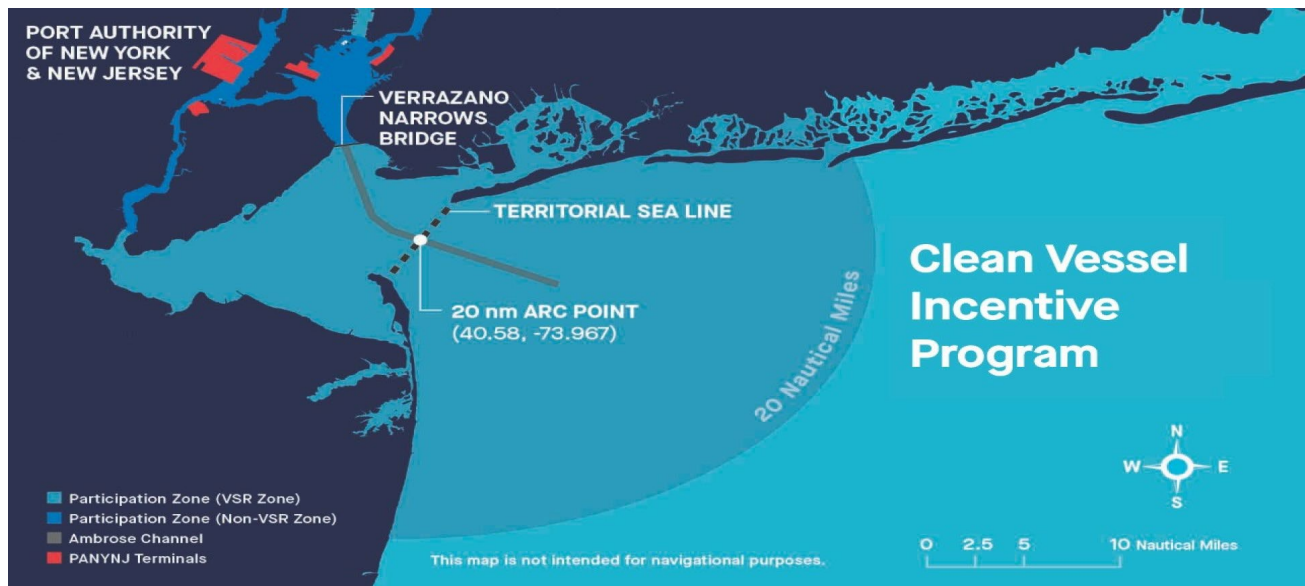 PORT AUTHORITY
OF NEW YORK
& NEW JERSEY
VERRAZANO
NARROWS
BRIDGE
TERRITORIAL SEA LINE
20 nm ARC POINT
(40.58, -73.967)
20 Nautical Miles
Clean Vessel
Incentive
Program
N
W E
S
Participation Zone (VSR Zone)
Participation Zone (Non-VSR Zone)
Ambrose Channel
PANYNJ Terminals
This map is not intended for navigational purposes.
0 2.5 5 10 Nautical Miles